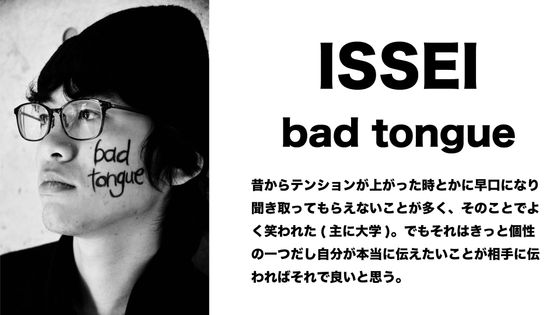 bad
tongue
ISSEI
bad tongue
昔からテンションが上がった時とかに早口になり
聞き取ってもらえないことが多く、そのことでよ
く笑われた ( 主に大学 )。でもそれはきっと個性
の一つだし自分が本当に伝えたいことが相手に伝
わればそれで良いと思う。